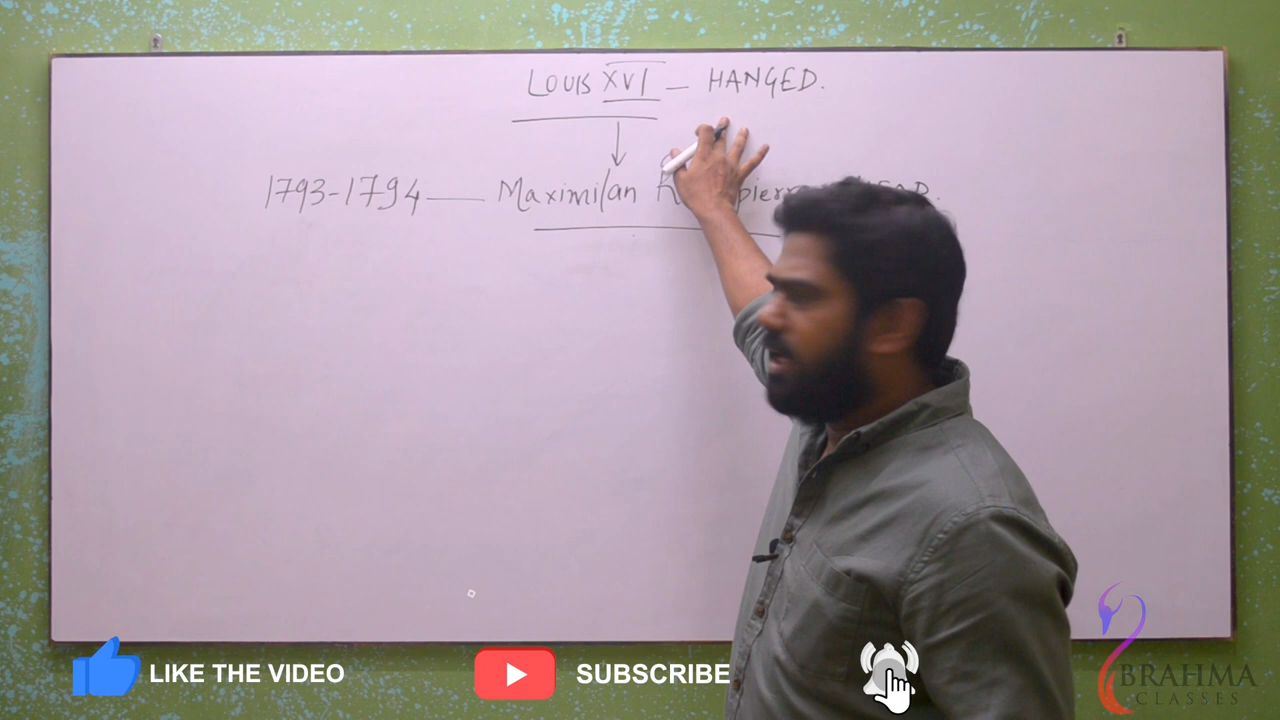 LOUIS XVI — HANGED.
1793-1794 — Maximilan
LIKE THE VIDEO
SUBSCRIBE
BRAHMA
CLASSES